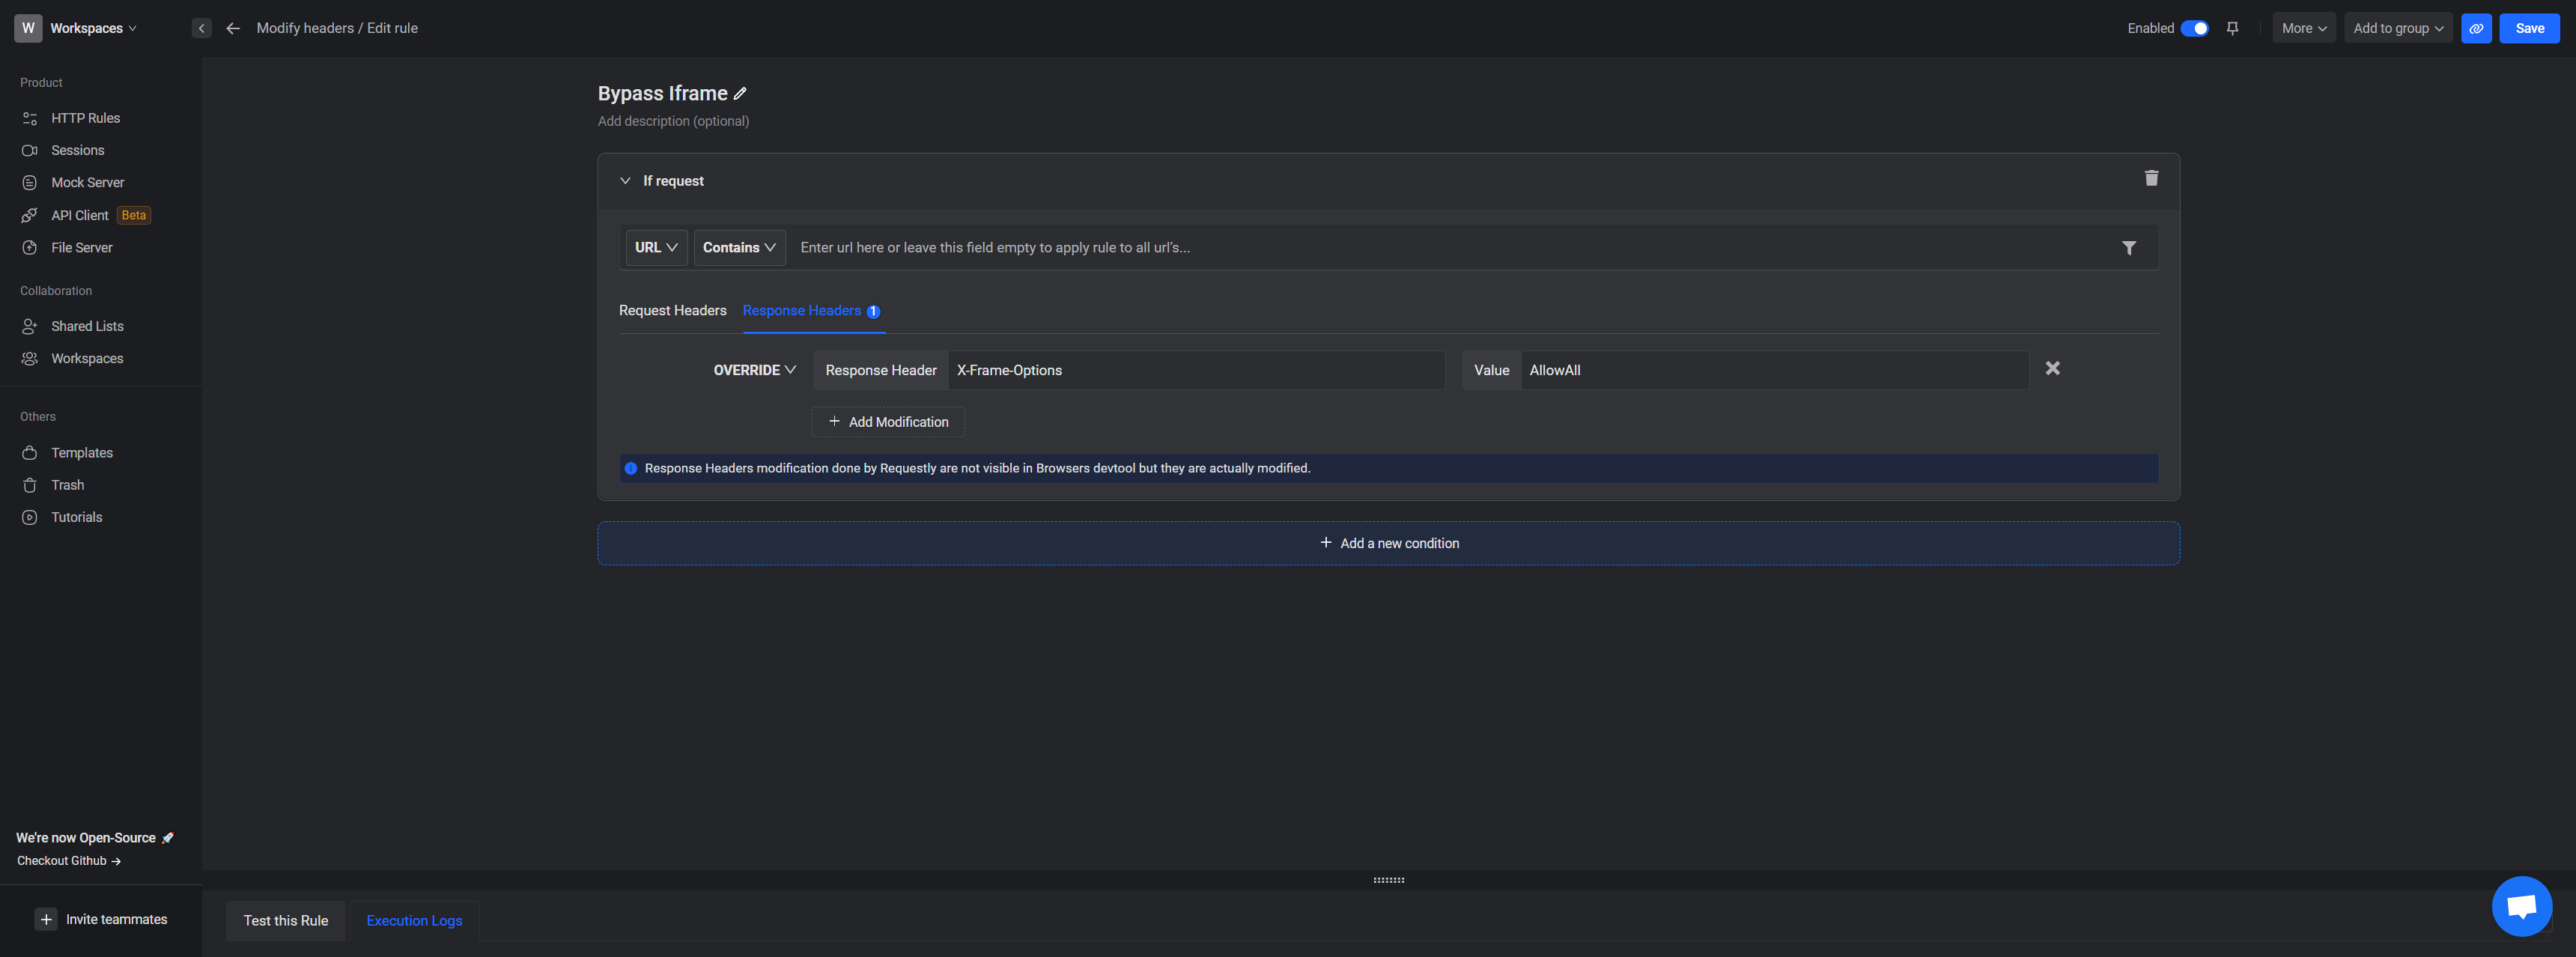 W Workspaces
Modify headers / Edit rule
Enabled
More
Add to group
Save
Product
HTTP Rules
Sessions
Mock Server
API Client Beta
File Server
Collaboration
Shared Lists
Workspaces
Others
Templates
Trash
Tutorials
We're now Open-Source 🚀
Checkout Github →
Invite teammates
Bypass Iframe
Add description (optional)
If request
URL Contains Enter url here or leave this field empty to apply rule to all url's...
Request Headers Response Headers 1
OVERRIDE Response Header X-Frame-Options Value AllowAll
+ Add Modification
Response Headers modification done by Requestly are not visible in Browsers devtool but they are actually modified.
+ Add a new condition
Test this Rule Execution Logs